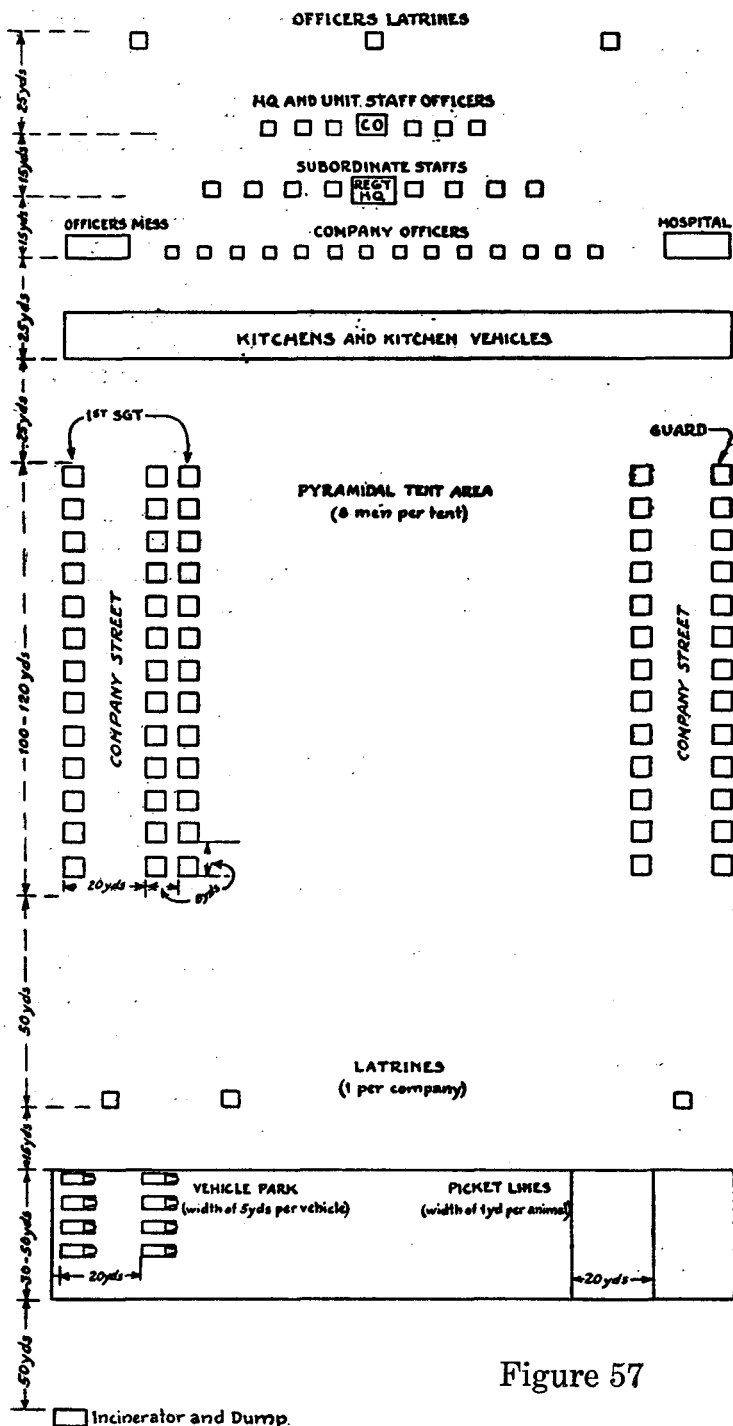 OFFICERS LATRINES
25yds
HQ AND UNIT STAFF OFFICERS
CO
15yds
SUBORDINATE STAFFS
REGT
HQ
15yds
OFFICERS MESS
COMPANY OFFICERS
HOSPITAL
25yds
KITCHENS AND KITCHEN VEHICLES
25yds
1ST SGT
GUARD
PYRAMIDAL TENT AREA
(8 men per tent)
100-120yds
COMPANY STREET
COMPANY STREET
20yds
8yds
50yds
LATRINES
(1 per company)
15yds
VEHICLE PARK
(width of 5yds per vehicle)
PICKET LINES
(width of 1yd per animal)
30-50yds
20yds
20yds
50yds
Figure 57
Incinerator and Dump.